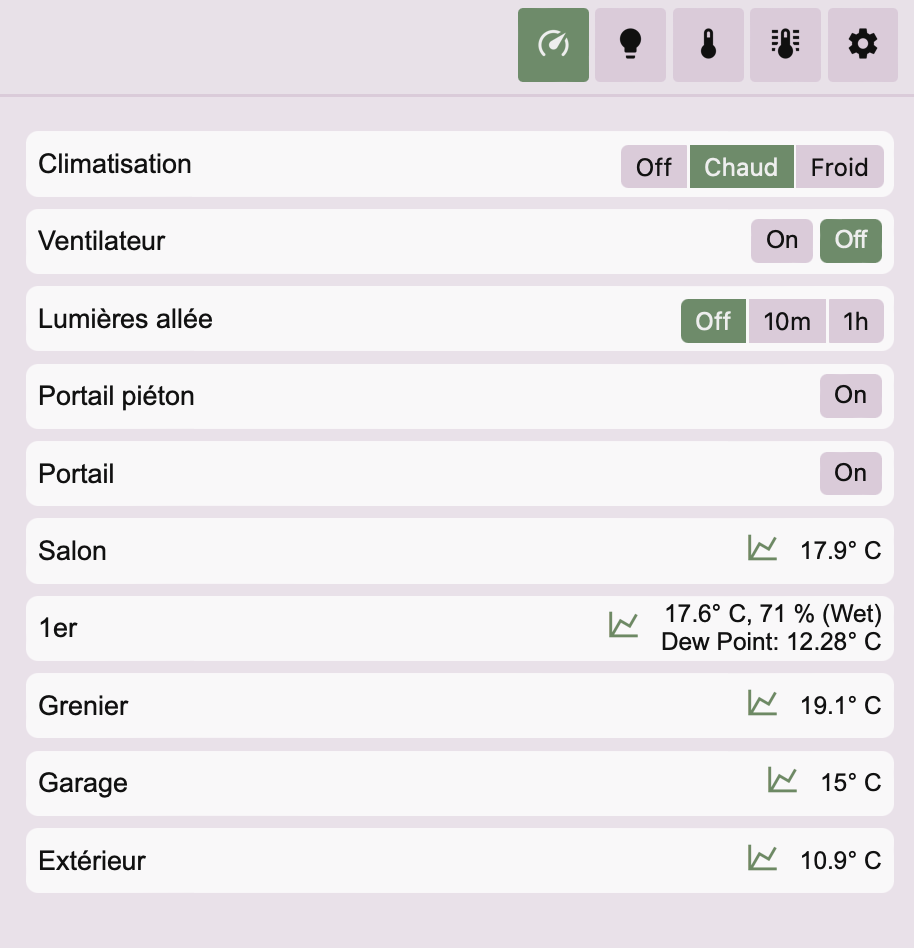 Climatisation Off Chaud Froid
Ventilateur On Off
Lumières allée Off 10m 1h
Portail piéton On
Portail On
Salon 17.9° C
1er 17.6° C, 71 % (Wet)
Dew Point: 12.28° C
Grenier 19.1° C
Garage 15° C
Extérieur 10.9° C